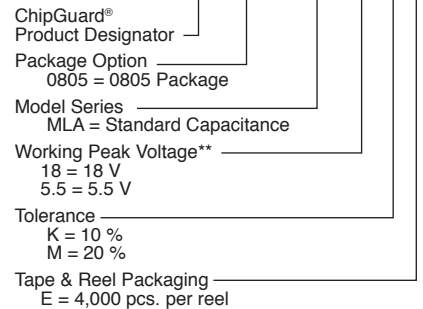 ChipGuard®
Product Designator
Package Option
0805 = 0805 Package
Model Series
MLA = Standard Capacitance
Working Peak Voltage**
18 = 18 V
5.5 = 5.5 V
Tolerance
K = 10 %
M = 20 %
Tape & Reel Packaging
E = 4,000 pcs. per reel